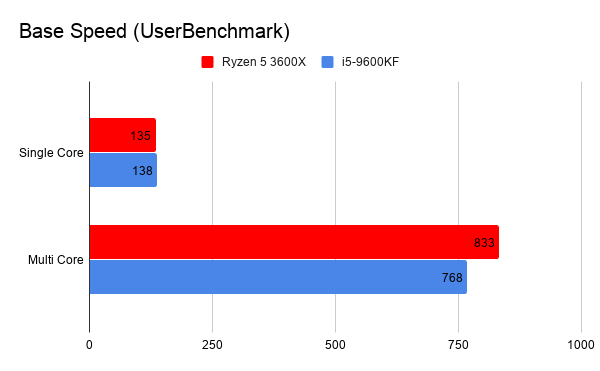 Base Speed (UserBenchmark)
Ryzen 5 3600X i5-9600KF
135
Single Core
138
833
Multi Core
768
0 250 500 750 1000